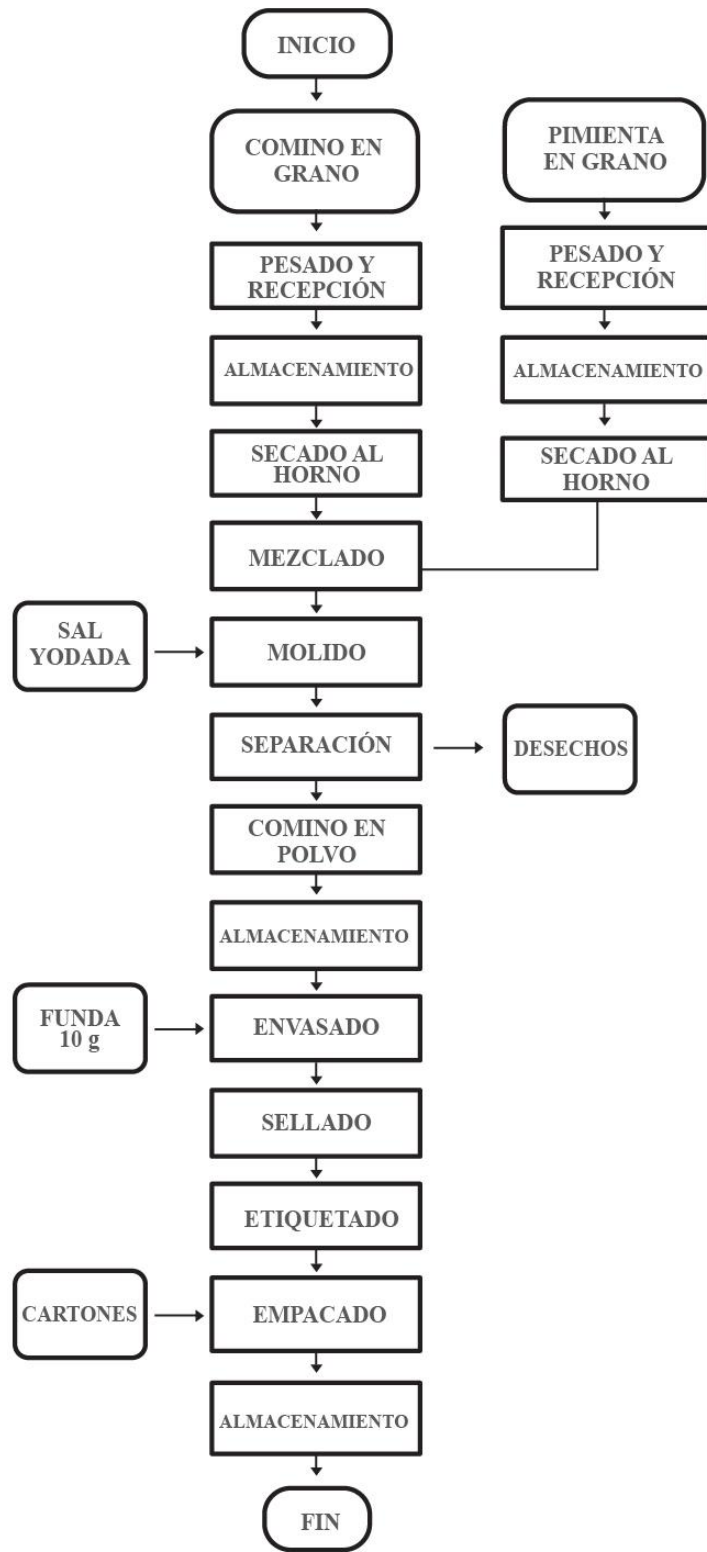 INICIO
COMINO EN
GRANO
PIMIENTA
EN GRANO
PESADO Y
RECEPCIÓN
PESADO Y
RECEPCIÓN
ALMACENAMIENTO
ALMACENAMIENTO
SECADO AL
HORNO
SECADO AL
HORNO
MEZCLADO
SAL
YODADA
MOLIDO
SEPARACIÓN
DESECHOS
COMINO EN
POLVO
ALMACENAMIENTO
FUNDA
10 g
ENVASADO
SELLADO
ETIQUETADO
CARTONES
EMPACADO
ALMACENAMIENTO
FIN